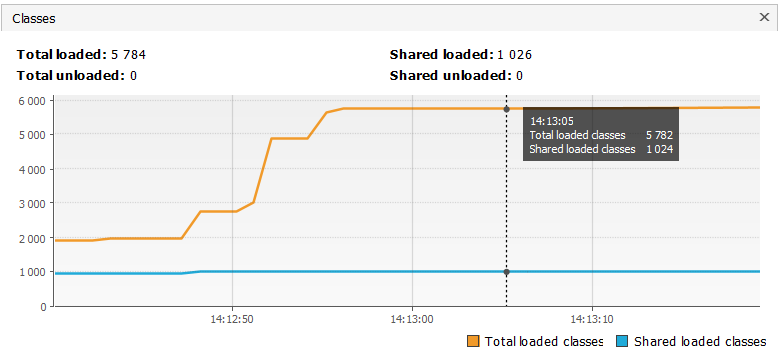 Classes
Total loaded: 5 784
Shared loaded: 1 026
Total unloaded: 0
Shared unloaded: 0
6 000
5 000
4 000
3 000
2 000
1 000
0
14:13:05
Total loaded classes 5 782
Shared loaded classes 1 024
14:12:50
14:13:00
14:13:10
Total loaded classes
Shared loaded classes